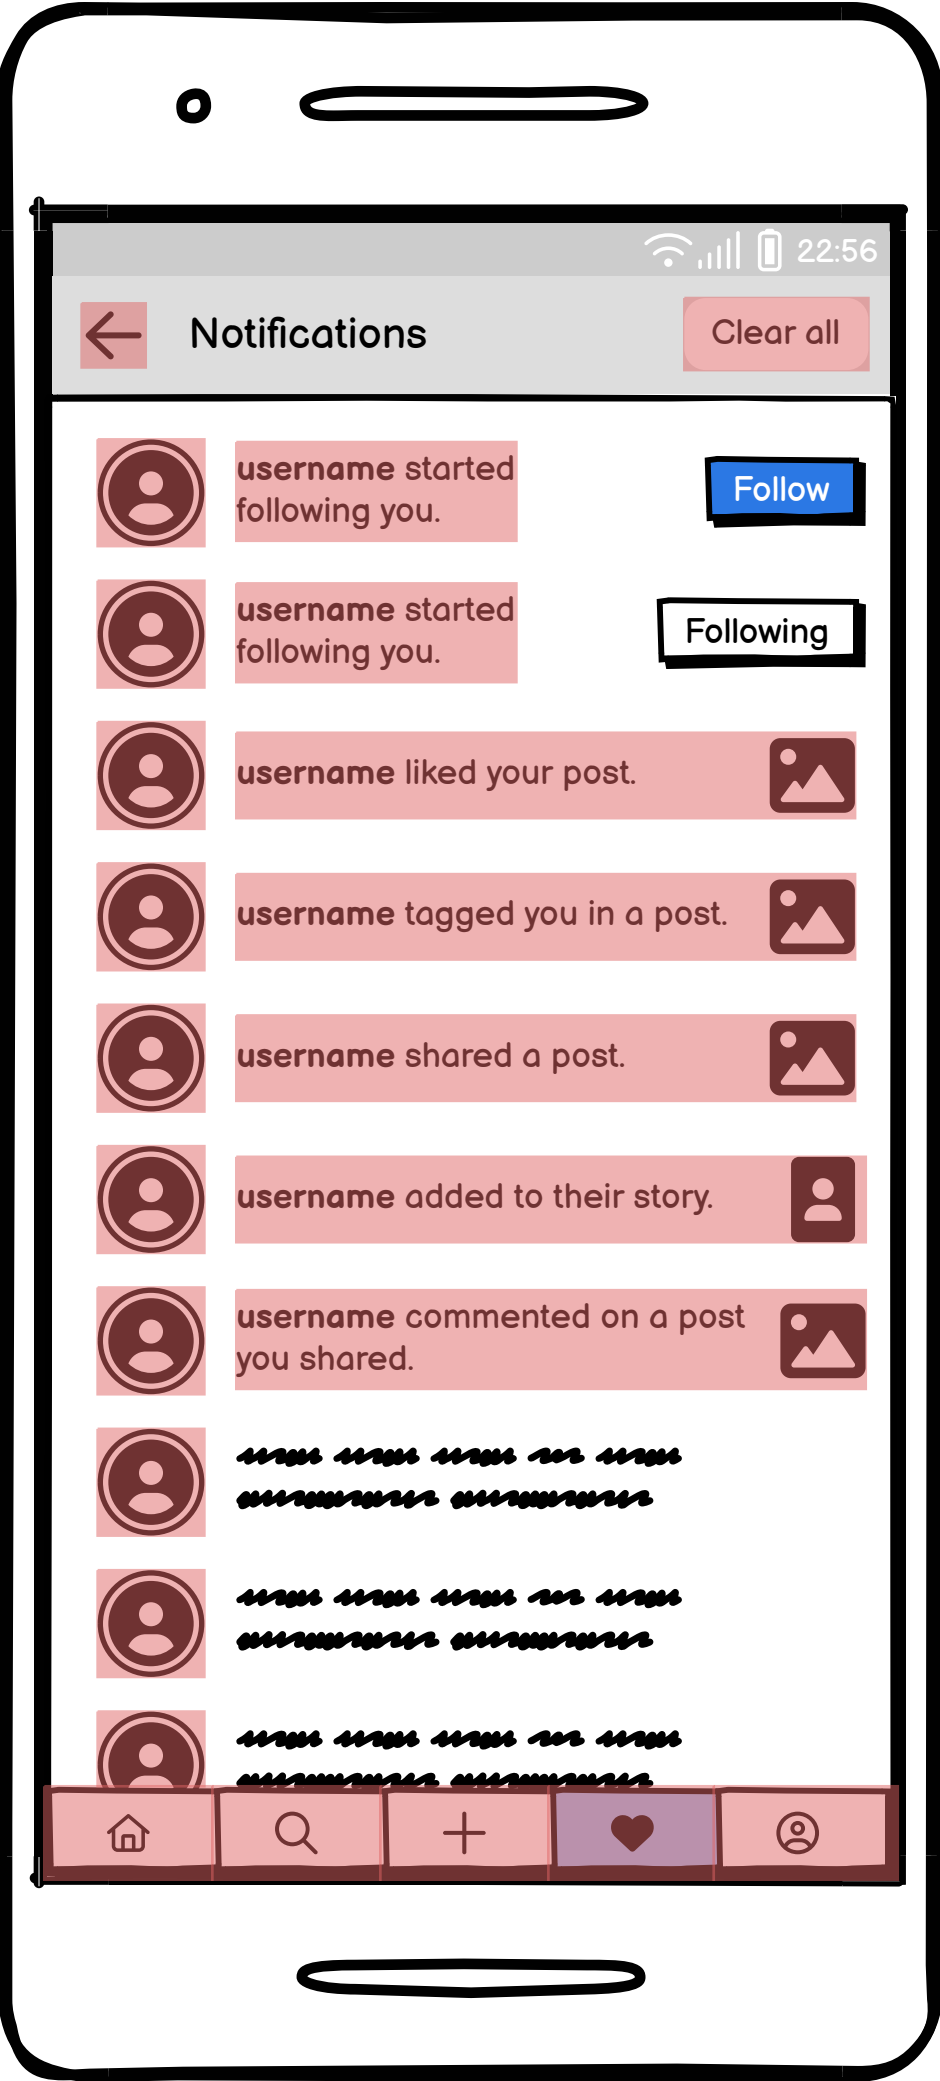 22:56
Notifications
Clear all
username started
following you.
Follow
username started
following you.
Following
username liked your post.
username tagged you in a post.
username shared a post.
username added to their story.
username commented on a post
you shared.